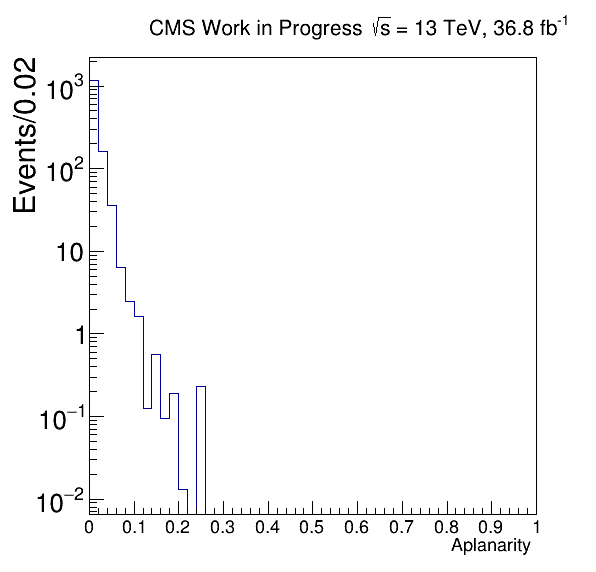 CMS Work in Progress √s = 13 TeV, 36.8 fb⁻¹
Events/0.02
10³
10²
10
1
10⁻¹
10⁻²
0 0.1 0.2 0.3 0.4 0.5 0.6 0.7 0.8 0.9 1
Aplanarity